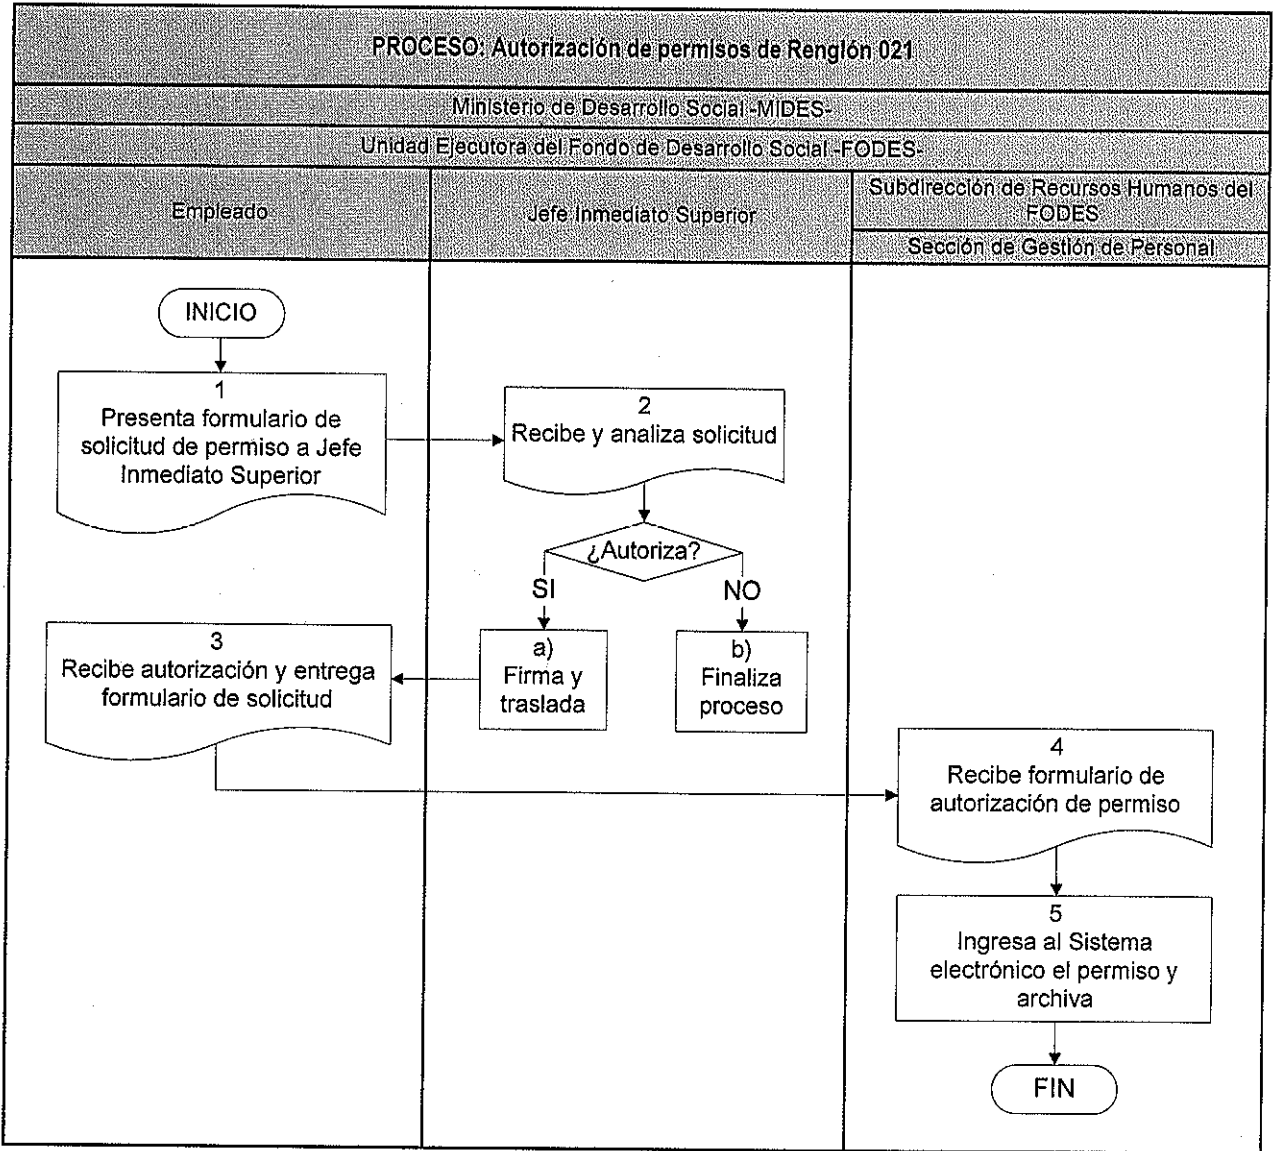 PROCESO: Autorización de permisos de Renglón 021
Ministerio de Desarrollo Social -MIDES-
Unidad Ejecutora del Fondo de Desarrollo Social -FODES-
Empleado
Jefe Inmediato Superior
Subdirección de Recursos Humanos del
FODES
Sección de Gestión de Personal
INICIO
1
Presenta formulario de
solicitud de permiso a Jefe
Inmediato Superior
2
Recibe y analiza solicitud
¿Autoriza?
SI
NO
a)
Firma y
traslada
b)
Finaliza
proceso
3
Recibe autorización y entrega
formulario de solicitud
4
Recibe formulario de
autorización de permiso
5
Ingresa al Sistema
electrónico el permiso y
archiva
FIN